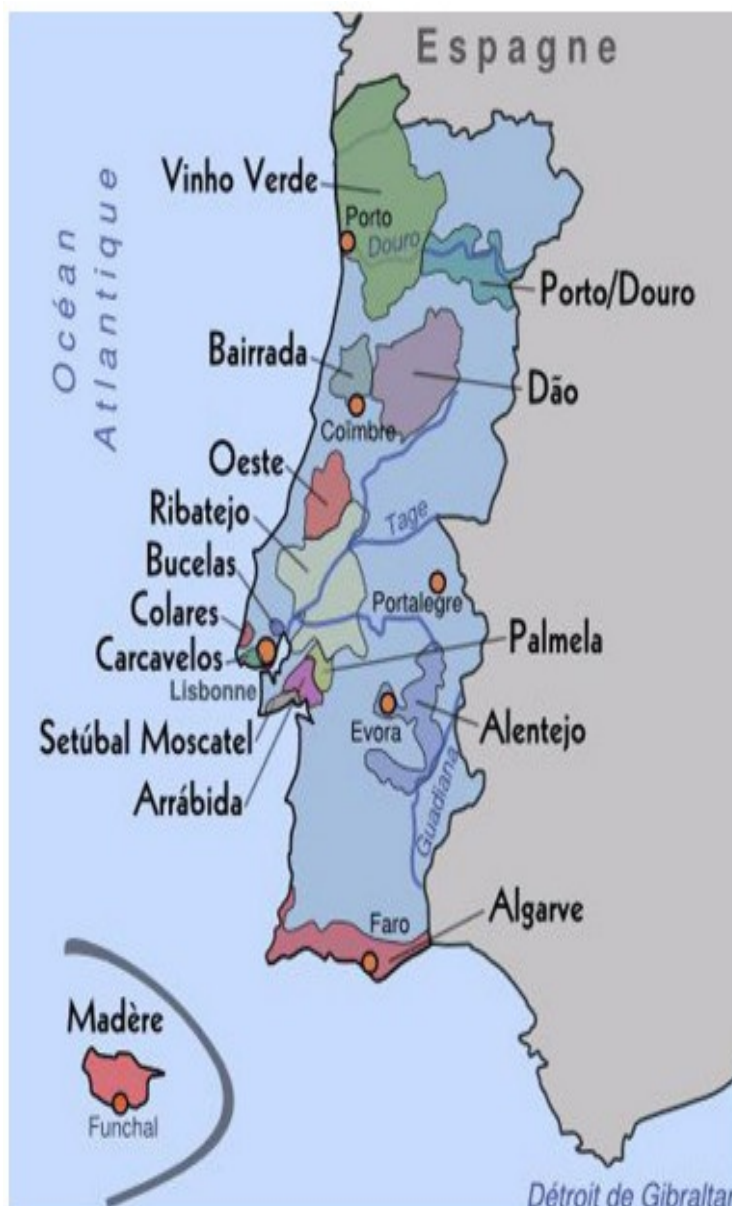 Espagne
Océan
Atlantique
Vinho Verde
Porto
Douro
Porto/Douro
Bairrada
Dão
Coïmbre
Oeste
Ribatejo
Tage
Bucelas
Portalegre
Colares
Palmela
Carcavelos
Lisbonne
Setúbal Moscatel
Evora
Alentejo
Arrábida
Guadiana
Algarve
Faro
Madère
Funchal
Détroit de Gibraltar